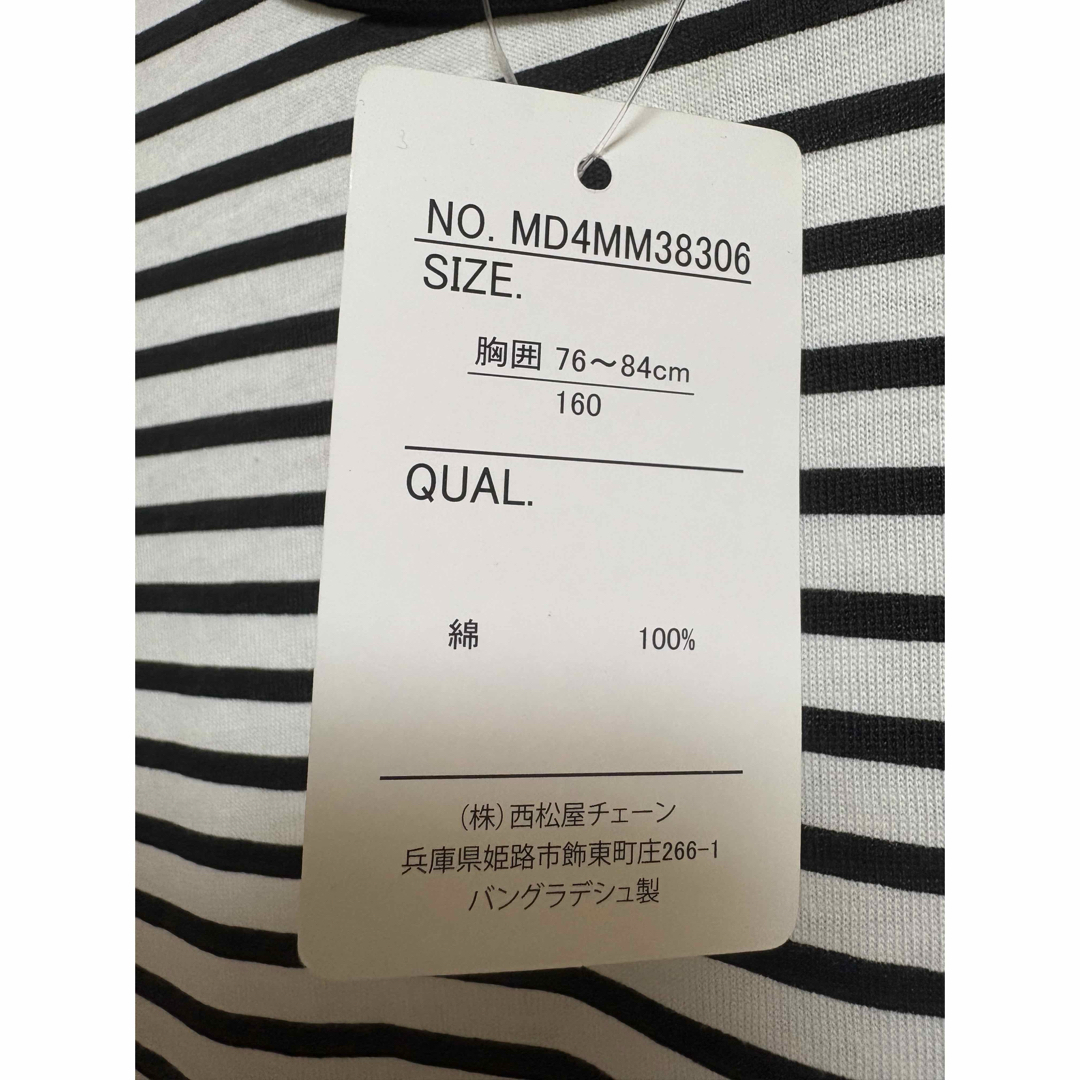 NO. MD4MM38306
SIZE.
胸囲 76〜84cm
160
QUAL.
綿 100%
(株)西松屋チェーン
兵庫県姫路市飾東町庄266-1
バングラデシュ製